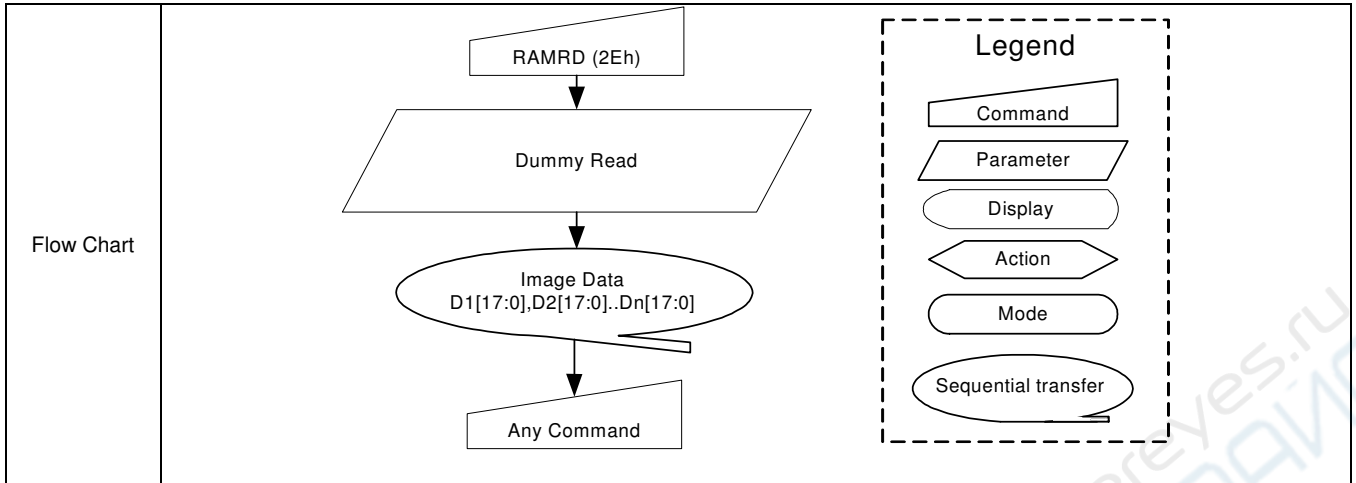 Flow Chart
RAMRD (2Eh)
Dummy Read
Image Data
D1[17:0],D2[17:0]..Dn[17:0]
Any Command
Legend
Command
Parameter
Display
Action
Mode
Sequential transfer